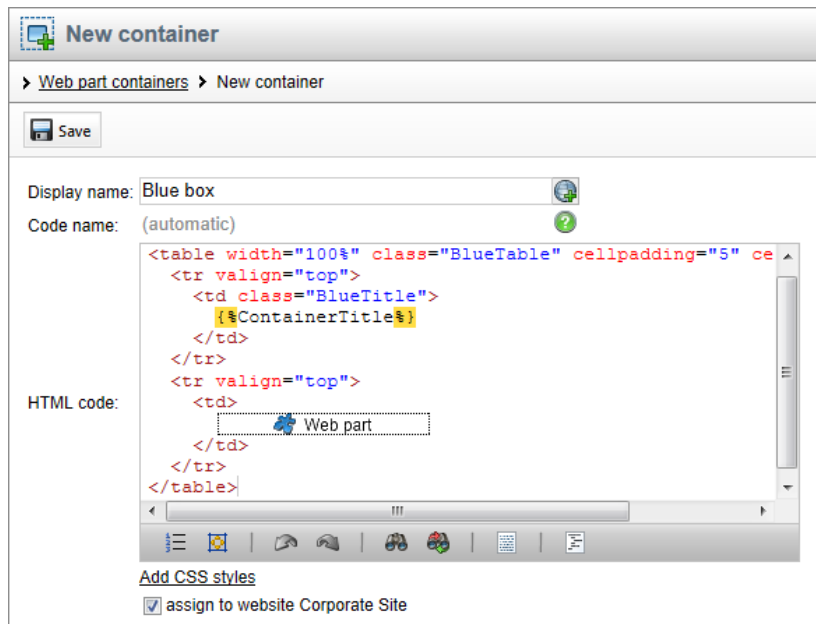 New container
Web part containers > New container
Save
Display name: Blue box
Code name: (automatic)
<table width="100%" class="BlueTable" cellpadding="5" ce
<tr valign="top">
<td class="BlueTitle">
{%ContainerTitle%}
</td>
</tr>
<tr valign="top">
HTML code: <td>
Web part
</td>
</tr>
</table>
Add CSS styles
assign to website Corporate Site